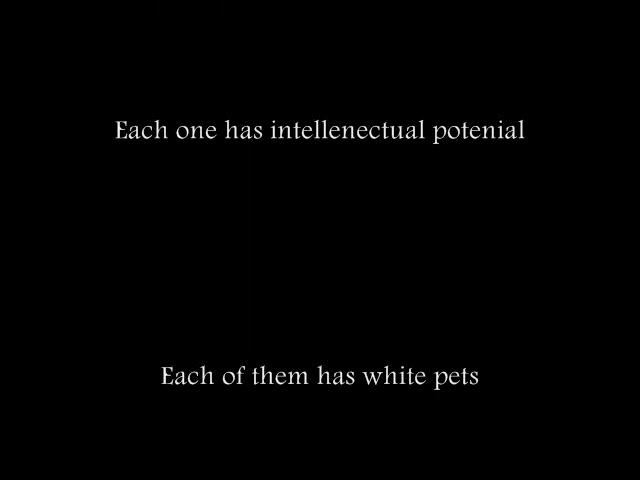 Each one has intellenectual potenial
Each of them has white pets